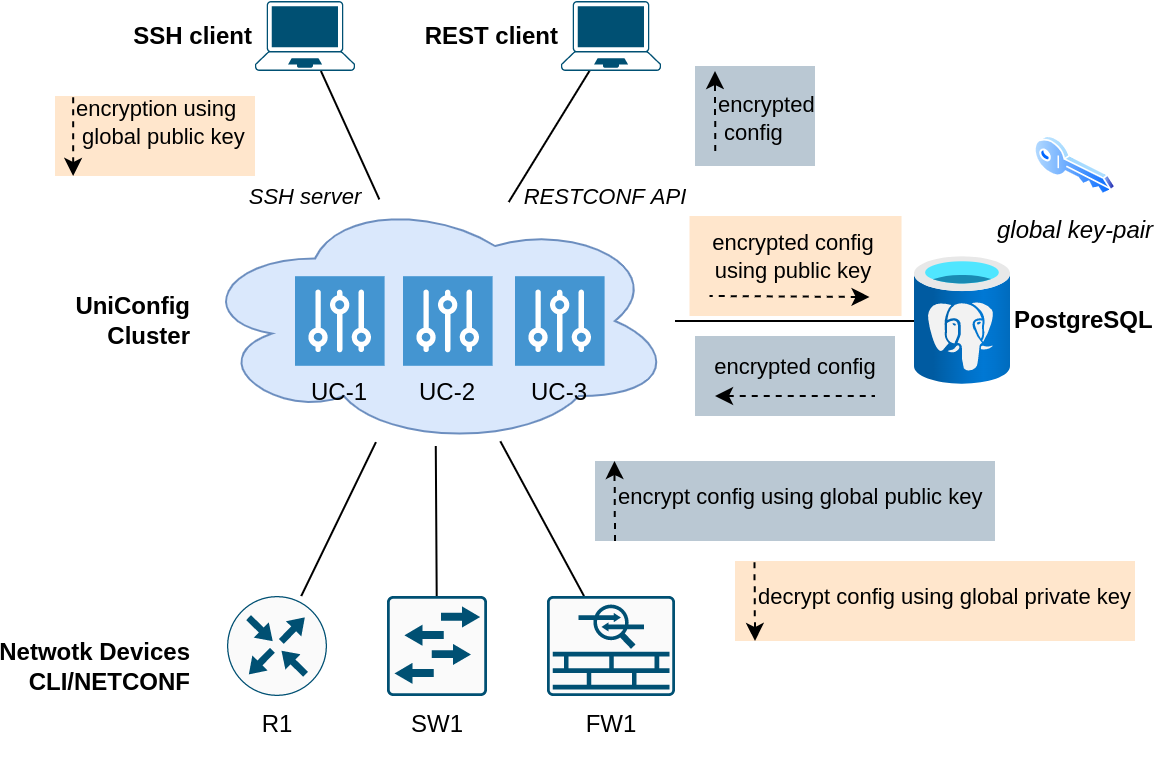 SSH client
REST client
encryption using
global public key
encrypted
config
SSH server
RESTCONF API
global key-pair
encrypted config
using public key
UniConfig
Cluster
PostgreSQL
encrypted config
UC-1
UC-2
UC-3
encrypt config using global public key
decrypt config using global private key
Netwotk Devices
CLI/NETCONF
R1
SW1
FW1